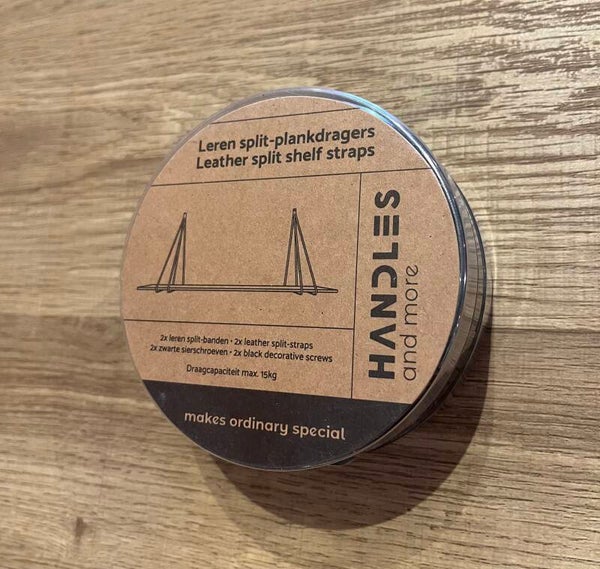 Leren split-plankdragers
Leather split shelf straps
HANDLES
and more
2x leren split-banden • 2x leather split-straps
2x zwarte sierschroeven • 2x black decorative screws
Draagcapaciteit max. 15kg
makes ordinary special